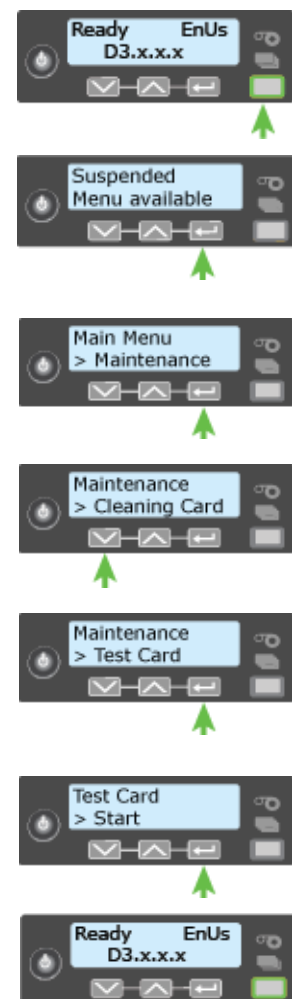 Ready EnUs
D3.x.x.x
Suspended
Menu available
Main Menu
> Maintenance
Maintenance
> Cleaning Card
Maintenance
> Test Card
Test Card
> Start
Ready EnUs
D3.x.x.x